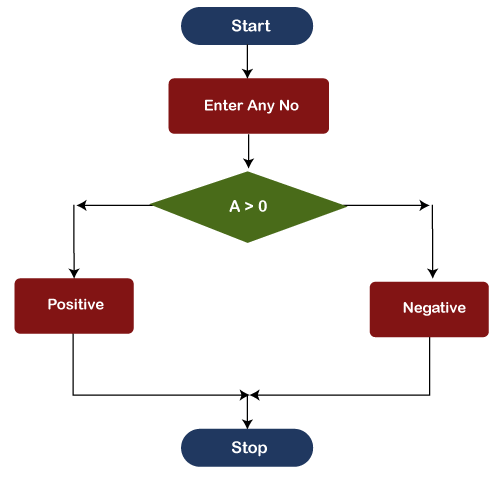 Start
Enter Any No
A > 0
Positive
Negative
Stop